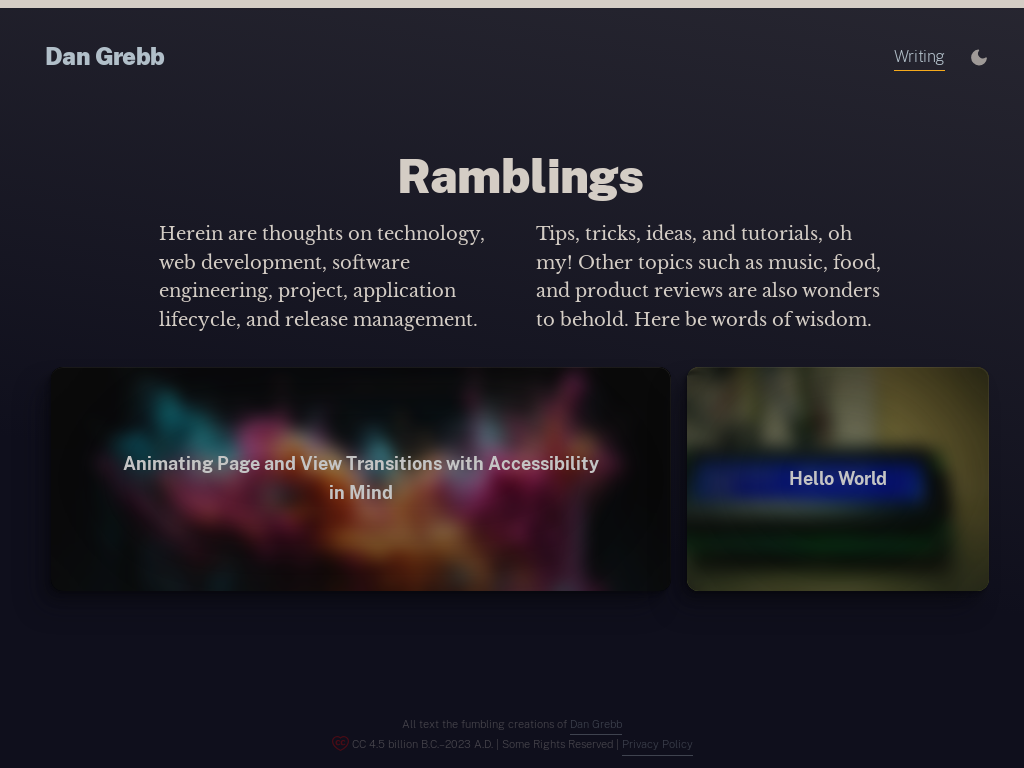 Dan Grebb
Writing
Ramblings
Herein are thoughts on technology,
web development, software
engineering, project, application
lifecycle, and release management.
Tips, tricks, ideas, and tutorials, oh
my! Other topics such as music, food,
and product reviews are also wonders
to behold. Here be words of wisdom.
Animating Page and View Transitions with Accessibility
in Mind
Hello World
All text the fumbling creations of Dan Grebb
CC 4.5 billion B.C.–2023 A.D. | Some Rights Reserved | Privacy Policy